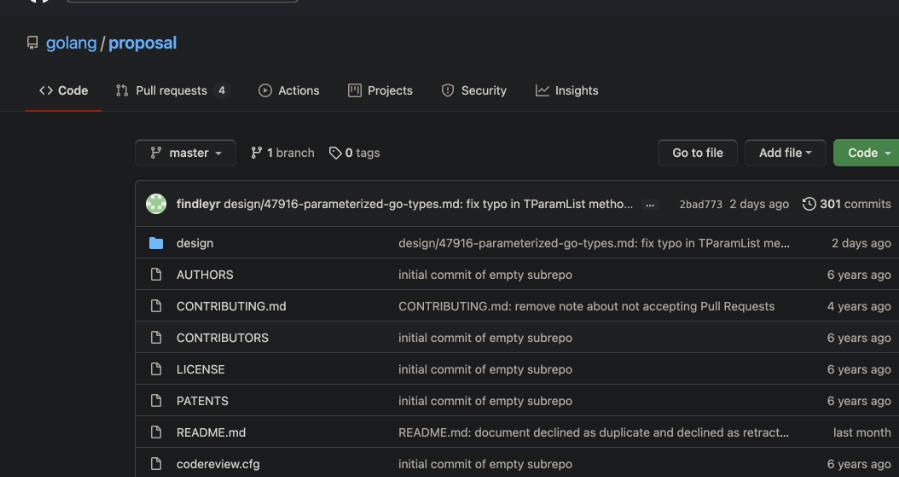 golang / proposal
Code Pull requests 4 Actions Projects Security Insights
master 1 branch 0 tags Go to file Add file Code
findleyr design/47916-parameterized-go-types.md: fix typo in TParamList metho... ... 2bad773 2 days ago 301 commits
design design/47916-parameterized-go-types.md: fix typo in TParamList me... 2 days ago
AUTHORS initial commit of empty subrepo 6 years ago
CONTRIBUTING.md CONTRIBUTING.md: remove note about not accepting Pull Requests 4 years ago
CONTRIBUTORS initial commit of empty subrepo 6 years ago
LICENSE initial commit of empty subrepo 6 years ago
PATENTS initial commit of empty subrepo 6 years ago
README.md README.md: document declined as duplicate and declined as retract... last month
codereview.cfg initial commit of empty subrepo 6 years ago